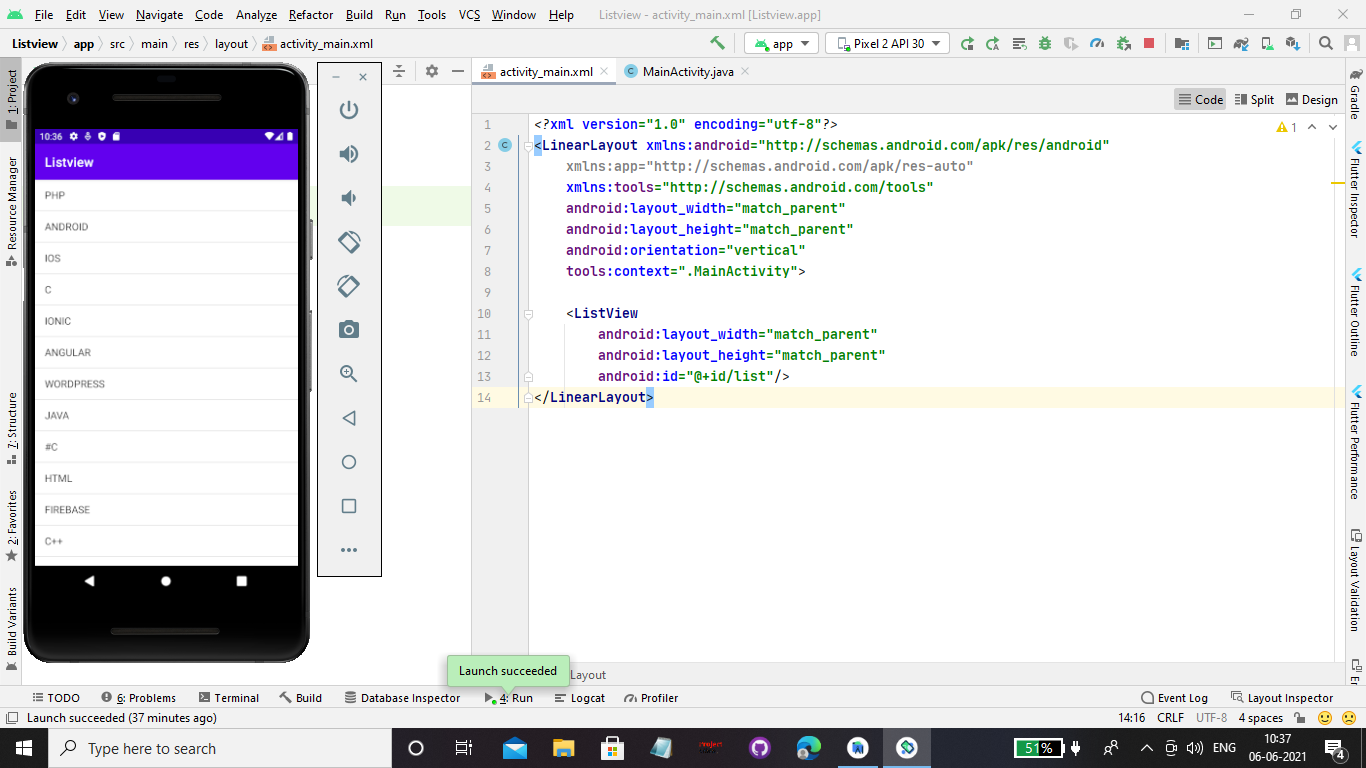 File Edit View Navigate Code Analyze Refactor Build Run Tools VCS Window Help Listview - activity_main.xml [Listview.app]
Listview app src main res layout activity_main.xml
app Pixel 2 API 30
1: Project
Resource Manager
7: Structure
2: Favorites
Build Variants
10:36
Listview
PHP
ANDROID
IOS
C
IONIC
ANGULAR
WORDPRESS
JAVA
#C
HTML
FIREBASE
C++
activity_main.xml MainActivity.java
Code Split Design
1
1 <?xml version="1.0" encoding="utf-8"?>
2 <LinearLayout xmlns:android="http://schemas.android.com/apk/res/android"
3 xmlns:app="http://schemas.android.com/apk/res-auto"
4 xmlns:tools="http://schemas.android.com/tools"
5 android:layout_width="match_parent"
6 android:layout_height="match_parent"
7 android:orientation="vertical"
8 tools:context=".MainActivity">
9
10 <ListView
11 android:layout_width="match_parent"
12 android:layout_height="match_parent"
13 android:id="@+id/list"/>
14 </LinearLayout>
Gradle
Flutter Inspector
Flutter Outline
Flutter Performance
Layout Validation
Launch succeeded
Layout
TODO 6: Problems Terminal Build Database Inspector 4: Run Logcat Profiler Event Log Layout Inspector
Launch succeeded (37 minutes ago) 14:16 CRLF UTF-8 4 spaces
Type here to search
51% ENG 10:37
06-06-2021
4